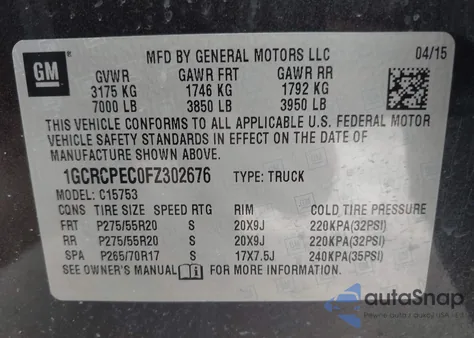 GM
MFD BY GENERAL MOTORS LLC 04/15
GVWR GAWR FRT GAWR RR
3175 KG 1746 KG 1792 KG
7000 LB 3850 LB 3950 LB
THIS VEHICLE CONFORMS TO ALL APPLICABLE U.S. FEDERAL MOTOR
VEHICLE SAFETY STANDARDS IN EFFECT ON THE DATE OF
MANUFACTURE SHOWN ABOVE.
1GCRCPEC0FZ302676 TYPE: TRUCK
MODEL: C15753
CQNS TIRE SIZE SPEED RTG RIM COLD TIRE PRESSURE
FRT P275/55R20 S 20X9J 220KPA(32PSI)
RR P275/55R20 S 20X9J 220KPA(32PSI)
SPA P265/70R17 S 17X7.5J 240KPA(35PSI)
SEE OWNER'S MANUAL FOR MORE INFORMATION.
autoSnap